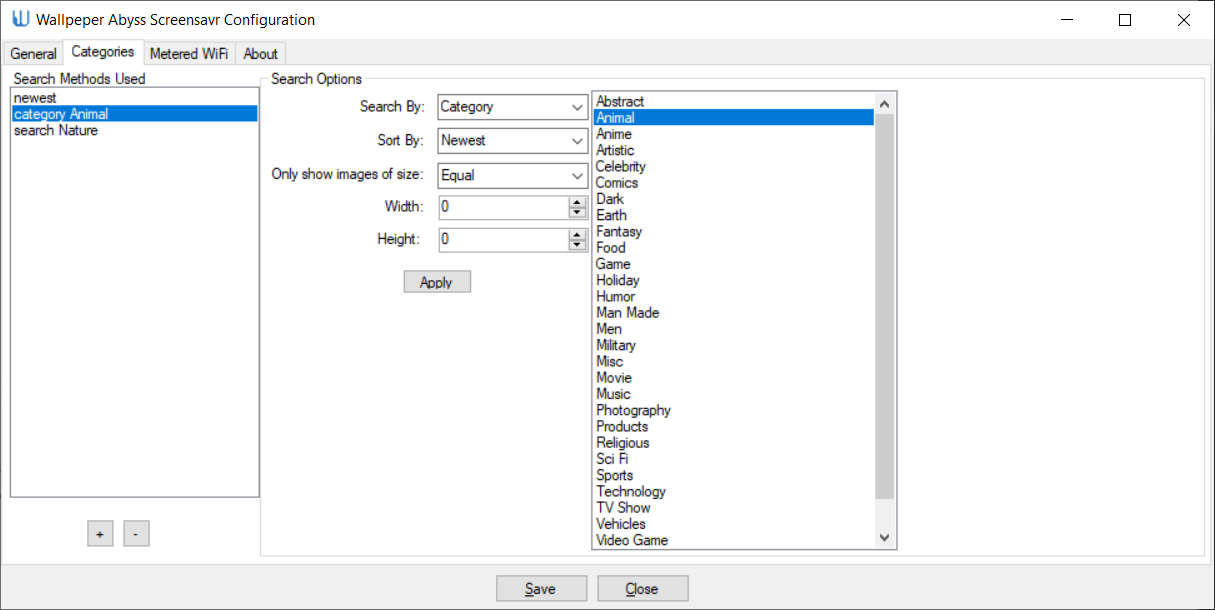 Wallpeper Abyss Screensavr Configuration
General Categories Metered WiFi About
Search Methods Used
newest
category Animal
search Nature
+ -
Search Options
Search By: Category
Sort By: Newest
Only show images of size: Equal
Width: 0
Height: 0
Apply
Abstract
Animal
Anime
Artistic
Celebrity
Comics
Dark
Earth
Fantasy
Food
Game
Holiday
Humor
Man Made
Men
Military
Misc
Movie
Music
Photography
Products
Religious
Sci Fi
Sports
Technology
TV Show
Vehicles
Video Game
Save Close